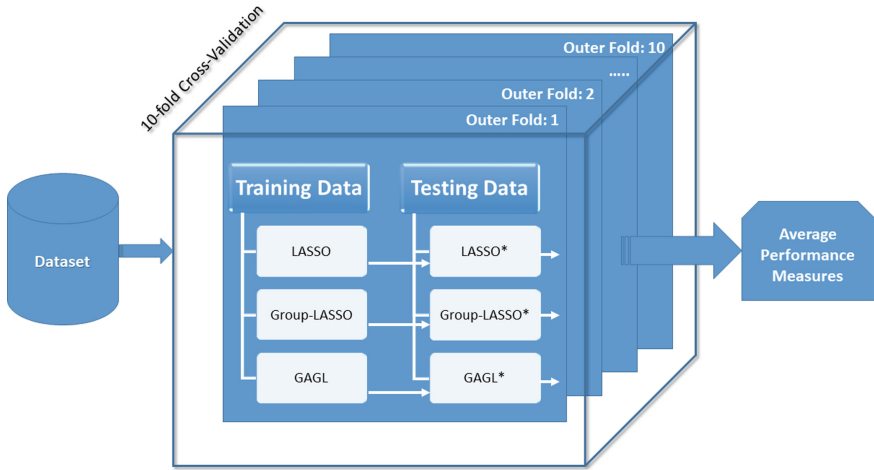 10-fold Cross-Validation
Outer Fold: 10
.....
Outer Fold: 2
Outer Fold: 1
Training Data
Testing Data
LASSO
LASSO*
Group-LASSO
Group-LASSO*
GAGL
GAGL*
Dataset
Average
Performance
Measures